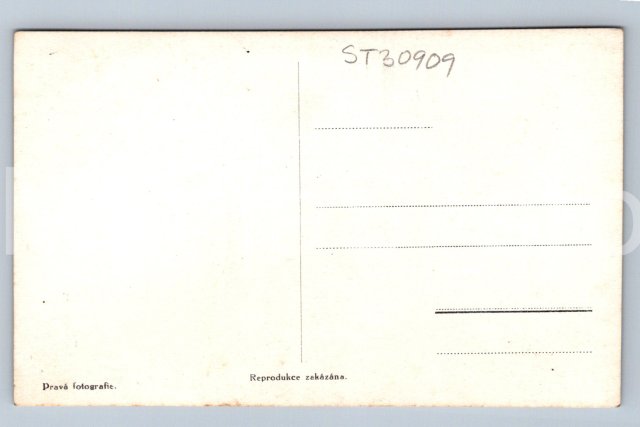 ST30909
Reprodukce zakázána.
Pravá fotografie.